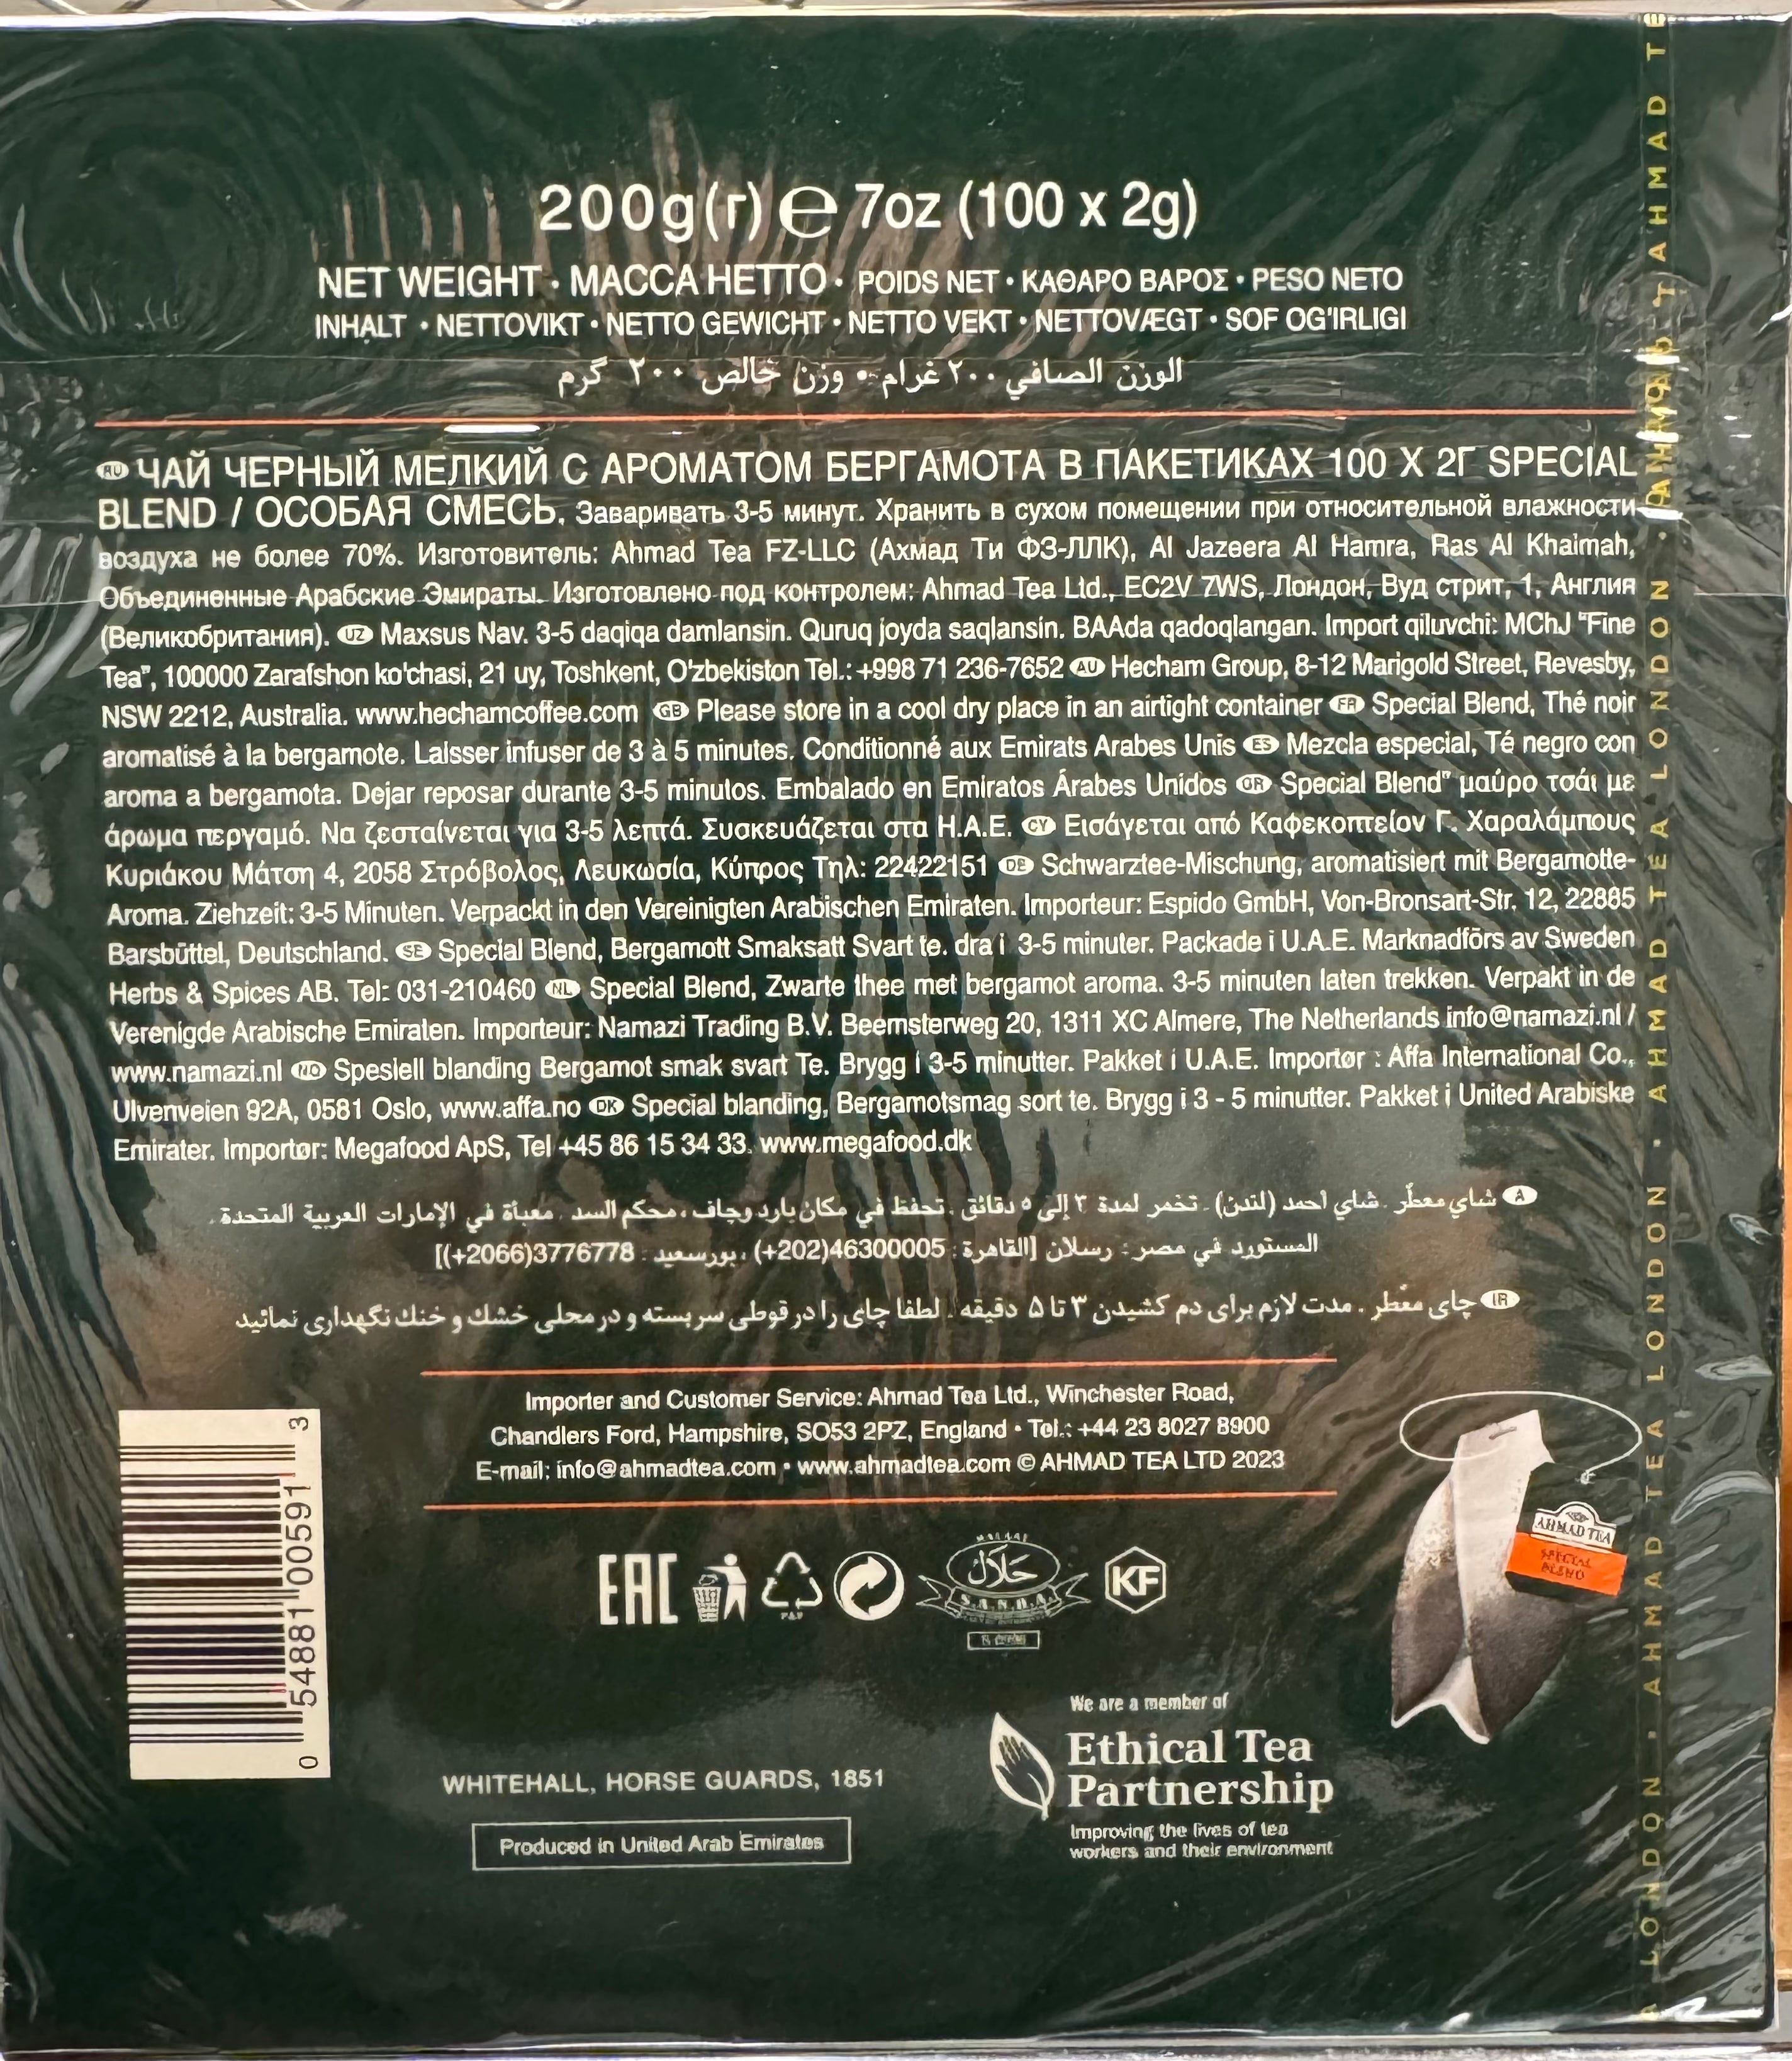 200g(г) ℮ 7oz (100 x 2g)
NET WEIGHT · МАССА НЕТТО · POIDS NET · ΚΑΘΑΡΟ ΒΑΡΟΣ · PESO NETO
INHALT · NETTOVIKT · NETTO GEWICHT · NETTO VEKT · NETTOVÆGT · SOF OG'IRLIGI
الوزن الصافي ٢٠٠ غرام • وزن خالص ٢٠٠ گرم
RU ЧАЙ ЧЕРНЫЙ МЕЛКИЙ С АРОМАТОМ БЕРГАМОТА В ПАКЕТИКАХ 100 X 2Г SPECIAL
BLEND / ОСОБАЯ СМЕСЬ. Заваривать 3-5 минут. Хранить в сухом помещении при относительной влажности
воздуха не более 70%. Изготовитель: Ahmad Tea FZ-LLC (Ахмад Ти ФЗ-ЛЛК), Al Jazeera Al Hamra, Ras Al Khaimah,
Объединенные Арабские Эмираты. Изготовлено под контролем: Ahmad Tea Ltd., EC2V 7WS, Лондон, Вуд стрит, 1, Англия
(Великобритания). UZ Maxsus Nav. 3-5 daqiqa damlansin. Quruq joyda saqlansin. BAAda qadoqlangan. Import qiluvchi: MChJ "Fine
Tea", 100000 Zarafshon ko'chasi, 21 uy, Toshkent, O'zbekiston Tel.: +998 71 236-7652 AU Hecham Group, 8-12 Marigold Street, Revesby,
NSW 2212, Australia. www.hechamcoffee.com GB Please store in a cool dry place in an airtight container FR Special Blend, Thé noir
aromatisé à la bergamote. Laisser infuser de 3 à 5 minutes. Conditionné aux Emirats Arabes Unis ES Mezcla especial, Té negro con
aroma a bergamota. Dejar reposar durante 3-5 minutos. Embalado en Emiratos Árabes Unidos GR Special Blend" μαύρο τσάι με
άρωμα περγαμό. Να ζεσταίνεται για 3-5 λεπτά. Συσκευάζεται στα Η.Α.Ε. CY Εισάγεται από Καφεκοπτείον Γ. Χαραλάμπους
Κυριάκου Μάτση 4, 2058 Στρόβολος, Λευκωσία, Κύπρος Τηλ: 22422151 DE Schwarztee-Mischung, aromatisiert mit Bergamotte-
Aroma. Ziehzeit: 3-5 Minuten. Verpackt in den Vereinigten Arabischen Emiraten. Importeur: Espido GmbH, Von-Bronsart-Str. 12, 22885
Barsbüttel, Deutschland. SE Special Blend, Bergamott Smaksatt Svart te. dra i 3-5 minuter. Packade i U.A.E. Marknadförs av Sweden
Herbs & Spices AB. Tel: 031-210460 NL Special Blend, Zwarte thee met bergamot aroma. 3-5 minuten laten trekken. Verpakt in de
Verenigde Arabische Emiraten. Importeur: Namazi Trading B.V. Beemsterweg 20, 1311 XC Almere, The Netherlands info@namazi.nl /
www.namazi.nl NO Spesiell blanding Bergamot smak svart Te. Brygg i 3-5 minutter. Pakket i U.A.E. Importør : Affa International Co.,
Ulvenveien 92A, 0581 Oslo, www.affa.no DK Special blanding, Bergamotsmag sort te. Brygg i 3 - 5 minutter. Pakket i United Arabiske
Emirater. Importør: Megafood ApS, Tel +45 86 15 34 33. www.megafood.dk
A شاي معطّر. شاي احمد (لندن). تخمر لمدة ٣ إلى ٥ دقائق. تحفظ في مكان بارد وجاف، محكم السد. معبأة في الإمارات العربية المتحدة.
المستورد في مصر: رسلان [القاهرة: 46300005(202+)، بورسعيد: 3776778(2066+)]
IR چای معطّر. مدت لازم برای دم کشیدن ۳ تا ۵ دقیقه. لطفا چای را در قوطی سربسته و در محلی خشك و خنك نگهداری نمائید
Importer and Customer Service: Ahmad Tea Ltd., Winchester Road,
Chandlers Ford, Hampshire, SO53 2PZ, England • Tel.: +44 23 8027 8900
E-mail: info@ahmadtea.com • www.ahmadtea.com © AHMAD TEA LTD 2023
0 54881 00591 3
EAC
حلال
S.A.N.H.A.
KF
AHMAD TEA
SPECIAL
BLEND
We are a member of
Ethical Tea
Partnership
Improving the lives of tea
workers and their environment
WHITEHALL, HORSE GUARDS, 1851
Produced in United Arab Emirates
A LONDON · AHMAD TEA LONDON · AHMAD TEA LONDON · AHMAD TE